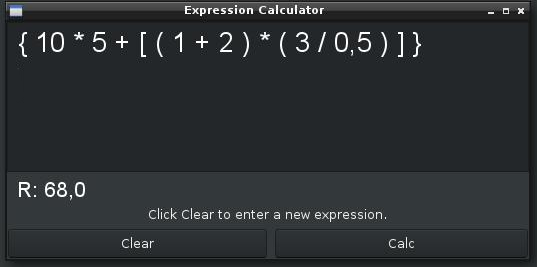 Expression Calculator
{ 10 * 5 + [ ( 1 + 2 ) * ( 3 / 0,5 ) ] }
R: 68,0
Click Clear to enter a new expression.
Clear Calc